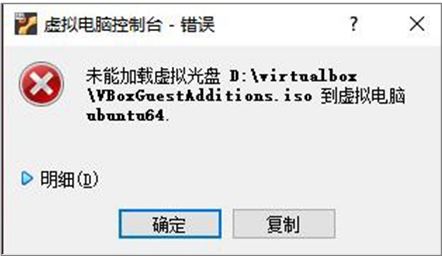 虚拟电脑控制台 - 错误
未能加载虚拟光盘 D:\virtualbox
\VBoxGuestAdditions.iso 到虚拟电脑
ubuntu64.
明细(D)
确定
复制